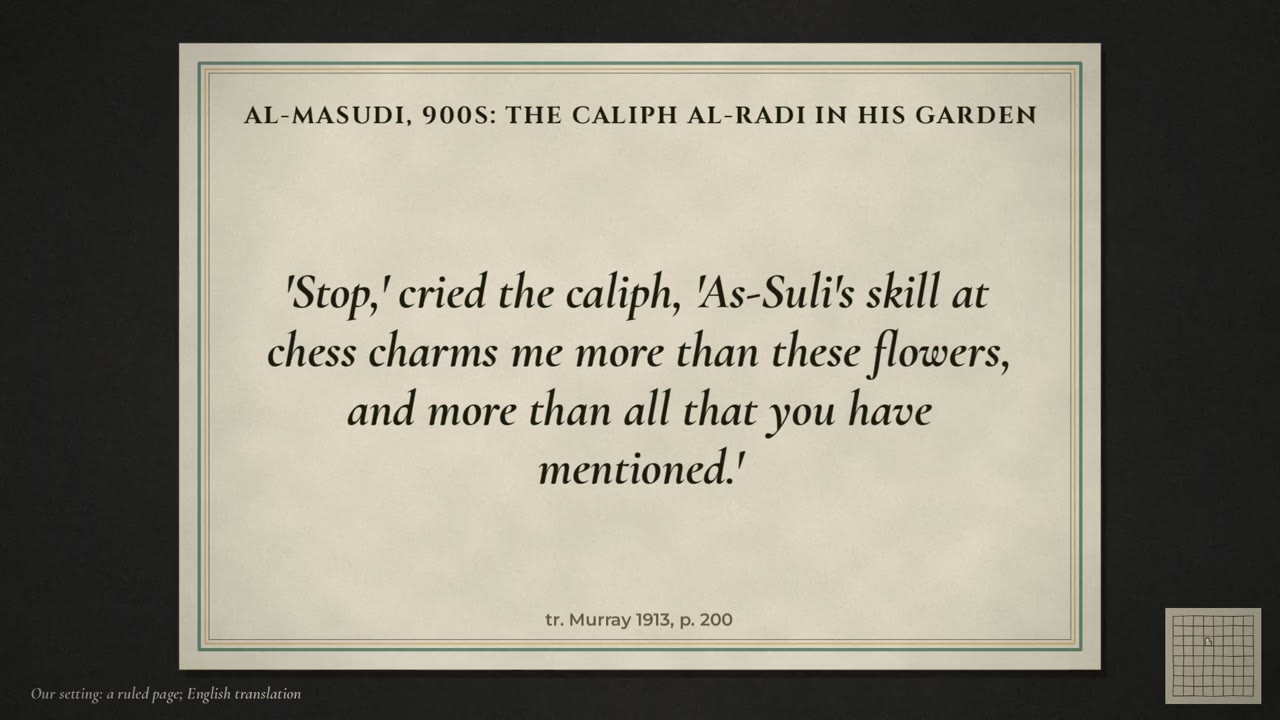 AL-MASUDI, 900S: THE CALIPH AL-RADI IN HIS GARDEN
'Stop,' cried the caliph, 'As-Suli's skill at
chess charms me more than these flowers,
and more than all that you have
mentioned.'
tr. Murray 1913, p. 200
Our setting: a ruled page; English translation